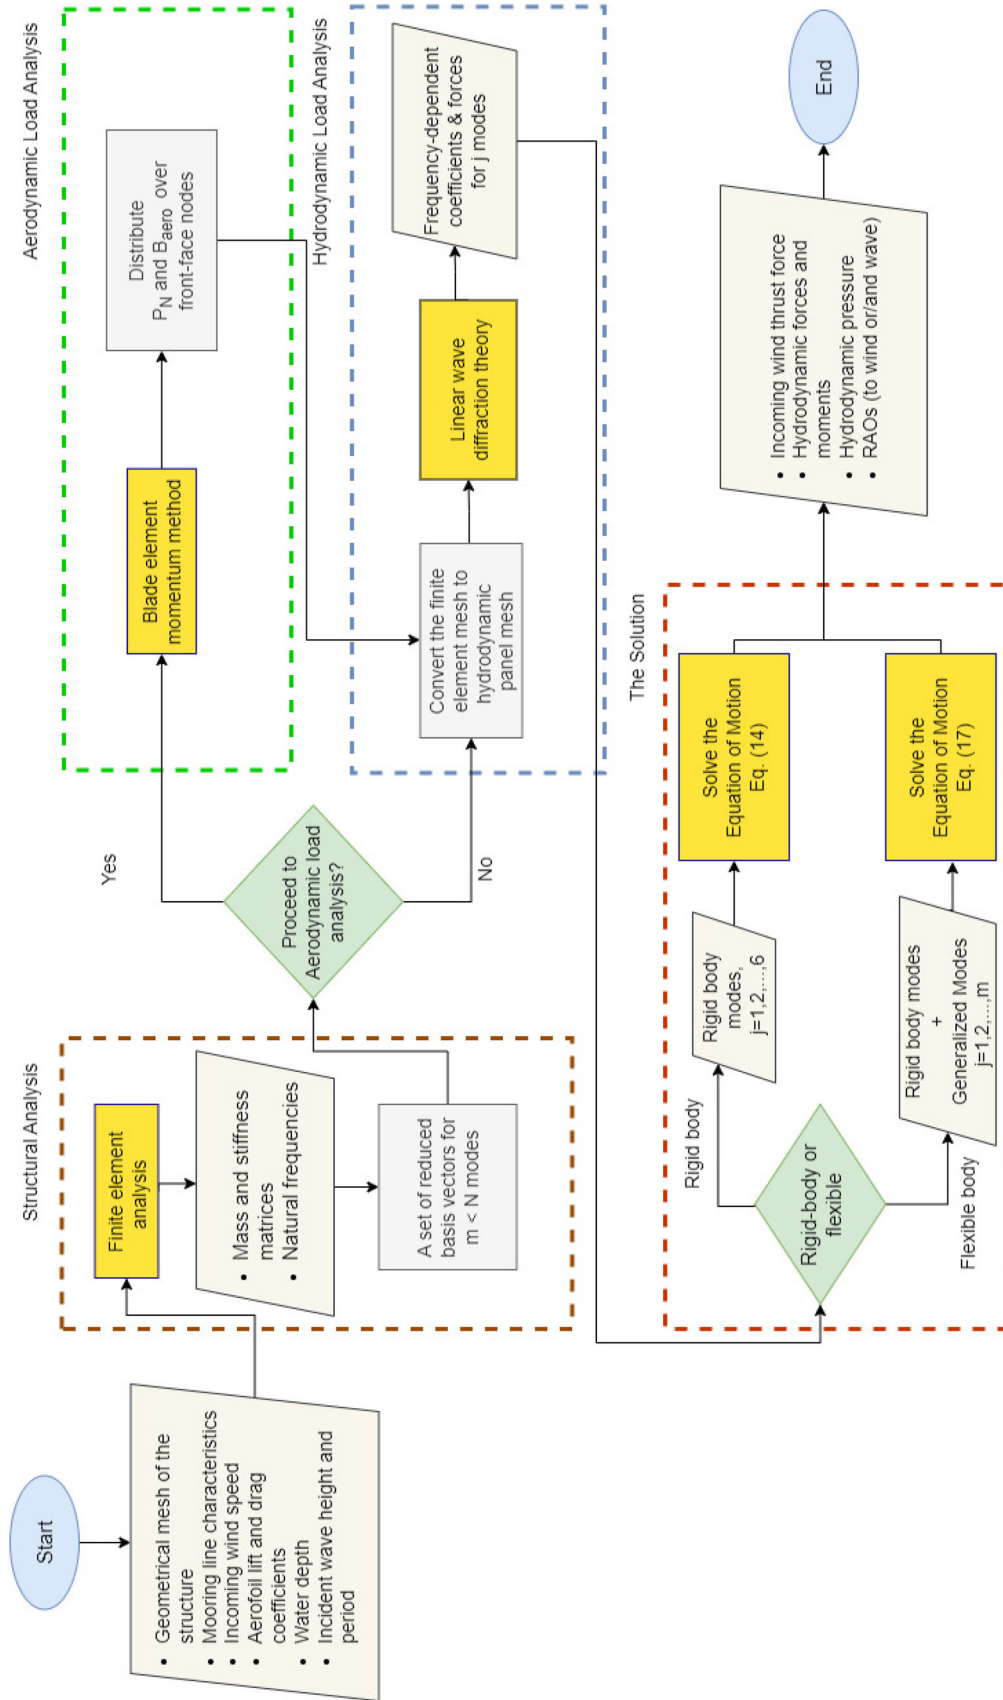 Start
• Geometrical mesh of the
structure
• Mooring line characteristics
• Incoming wind speed
• Aerofoil lift and drag
coefficients
• Water depth
• Incident wave height and
period
Structural Analysis
Finite element
analysis
• Mass and stiffness
matrices
• Natural frequencies
A set of reduced
basis vectors for
m < N modes
Proceed to
Aerodynamic load
analysis?
Yes
No
Aerodynamic Load Analysis
Blade element
momentum method
Distribute
PN and Baero over
front-face nodes
Hydrodynamic Load Analysis
Convert the finite
element mesh to
hydrodynamic
panel mesh
Linear wave
diffraction theory
Frequency-dependent
coefficients & forces
for j modes
The Solution
Rigid-body or
flexible
Rigid body
Flexible body
Rigid body
modes,
j=1,2,...,6
Rigid body modes
+
Generalized Modes
j=1,2,...,m
Solve the
Equation of Motion
Eq. (14)
Solve the
Equation of Motion
Eq. (17)
• Incoming wind thrust force
• Hydrodynamic forces and
moments
• Hydrodynamic pressure
• RAOs (to wind or/and wave)
End